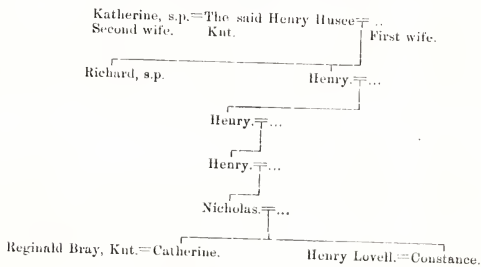 Katherine, s.p.=The said Henry Husee=..
Second wife. Knt. First wife.
Richard, s.p. Henry.=...
Henry.=...
Henry.=...
Nicholas.=...
Reginald Bray, Knt.=Catherine. Henry Lovell.=Constance.